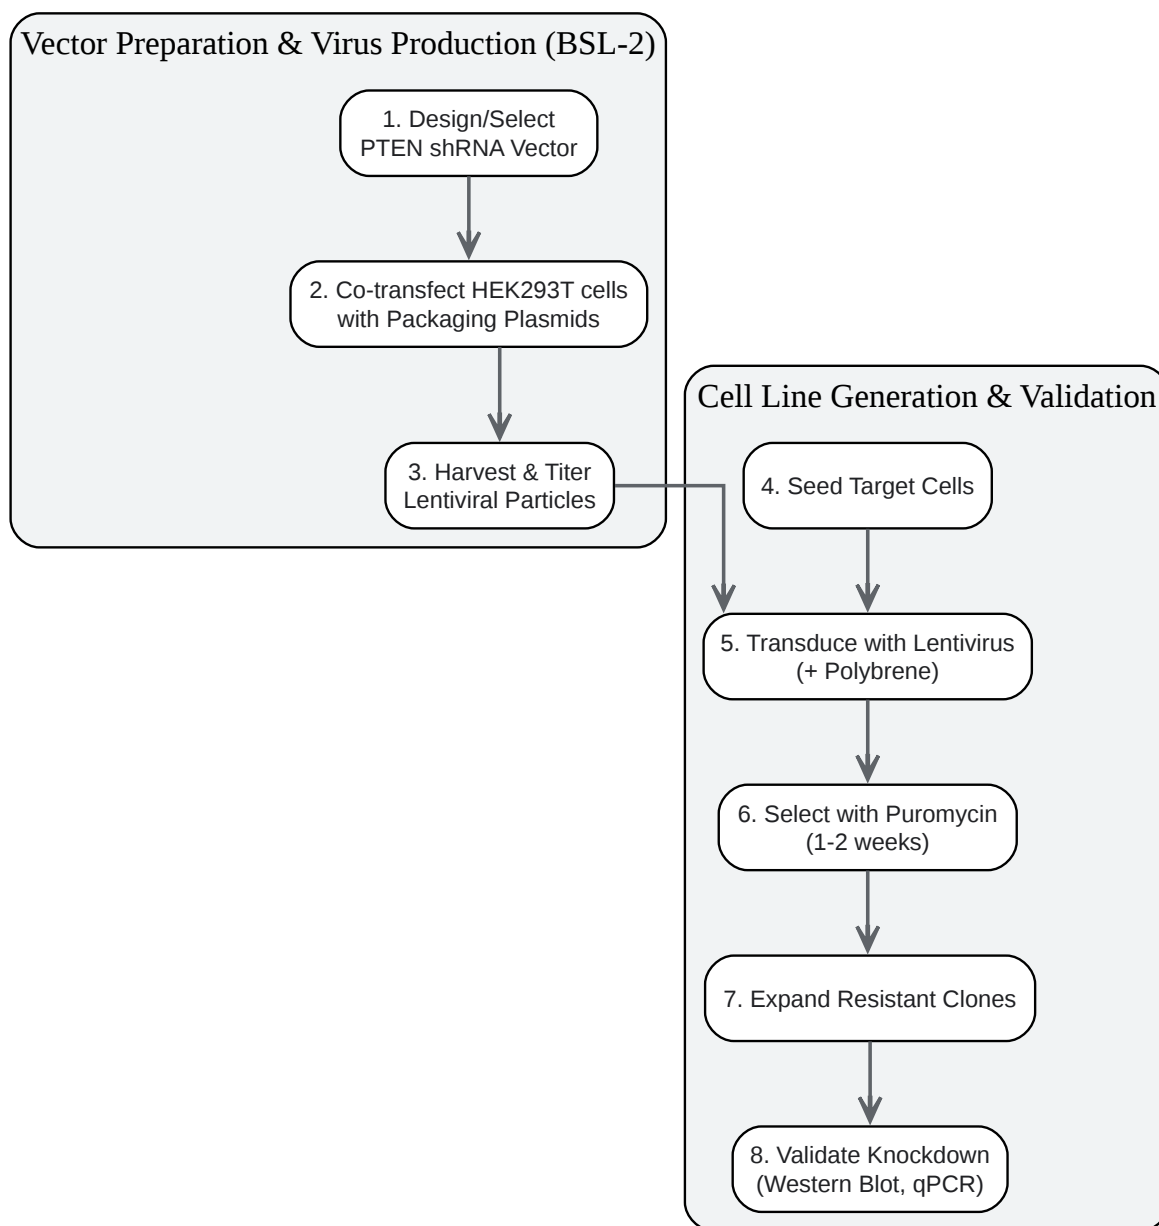 Vector Preparation & Virus Production (BSL-2)
1. Design/Select
PTEN shRNA Vector
2. Co-transfect HEK293T cells
with Packaging Plasmids
3. Harvest & Titer
Lentiviral Particles
Cell Line Generation & Validation
4. Seed Target Cells
5. Transduce with Lentivirus
(+ Polybrene)
6. Select with Puromycin
(1-2 weeks)
7. Expand Resistant Clones
8. Validate Knockdown
(Western Blot, qPCR)